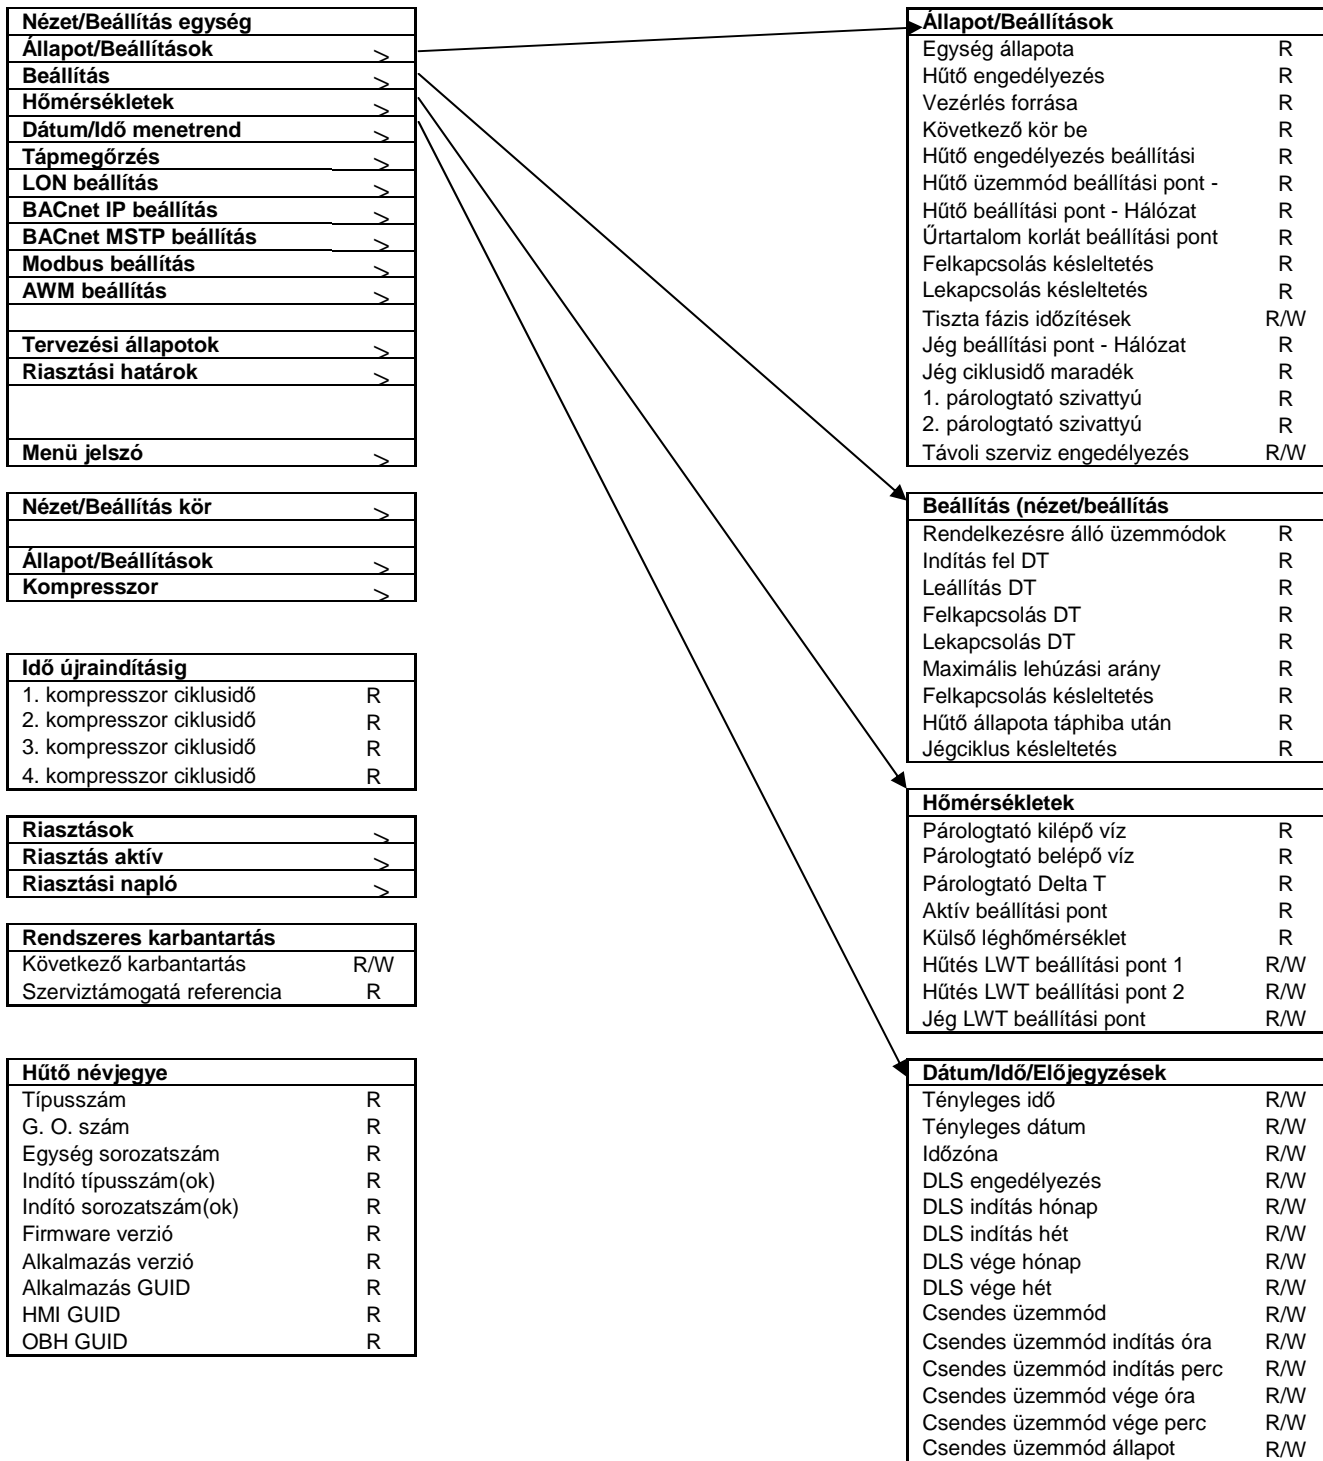 Nézet/Beállítás egység
Állapot/Beállítások >
Beállítás >
Hőmérsékletek >
Dátum/Idő menetrend >
Tápmegőrzés >
LON beállítás >
BACnet IP beállítás >
BACnet MSTP beállítás >
Modbus beállítás >
AWM beállítás >
Tervezési állapotok >
Riasztási határok >
Menü jelszó >
Nézet/Beállítás kör >
Állapot/Beállítások >
Kompresszor >
Idő újraindításig
1. kompresszor ciklusidő R
2. kompresszor ciklusidő R
3. kompresszor ciklusidő R
4. kompresszor ciklusidő R
Riasztások >
Riasztás aktív >
Riasztási napló >
Rendszeres karbantartás
Következő karbantartás R/W
Szerviztámogatá referencia R
Hűtő névjegye
Típusszám R
G. O. szám R
Egység sorozatszám R
Indító típusszám(ok) R
Indító sorozatszám(ok) R
Firmware verzió R
Alkalmazás verzió R
Alkalmazás GUID R
HMI GUID R
OBH GUID R
Állapot/Beállítások
Egység állapota R
Hűtő engedélyezés R
Vezérlés forrása R
Következő kör be R
Hűtő engedélyezés beállítási R
Hűtő üzemmód beállítási pont - R
Hűtő beállítási pont - Hálózat R
Űrtartalom korlát beállítási pont R
Felkapcsolás késleltetés R
Lekapcsolás késleltetés R
Tiszta fázis időzítések R/W
Jég beállítási pont - Hálózat R
Jég ciklusidő maradék R
1. párologtató szivattyú R
2. párologtató szivattyú R
Távoli szerviz engedélyezés R/W
Beállítás (nézet/beállítás
Rendelkezésre álló üzemmódok R
Indítás fel DT R
Leállítás DT R
Felkapcsolás DT R
Lekapcsolás DT R
Maximális lehúzási arány R
Felkapcsolás késleltetés R
Hűtő állapota táphiba után R
Jégciklus késleltetés R
Hőmérsékletek
Párologtató kilépő víz R
Párologtató belépő víz R
Párologtató Delta T R
Aktív beállítási pont R
Külső léghőmérséklet R
Hűtés LWT beállítási pont 1 R/W
Hűtés LWT beállítási pont 2 R/W
Jég LWT beállítási pont R/W
Dátum/Idő/Előjegyzések
Tényleges idő R/W
Tényleges dátum R/W
Időzóna R/W
DLS engedélyezés R/W
DLS indítás hónap R/W
DLS indítás hét R/W
DLS vége hónap R/W
DLS vége hét R/W
Csendes üzemmód R/W
Csendes üzemmód indítás óra R/W
Csendes üzemmód indítás perc R/W
Csendes üzemmód vége óra R/W
Csendes üzemmód vége perc R/W
Csendes üzemmód állapot R/W